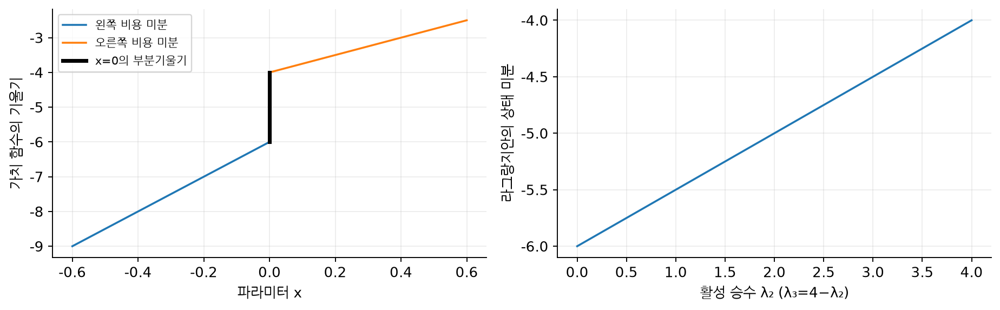 왼쪽 비용 미분
오른쪽 비용 미분
x=0의 부분기울기
가치 함수의 기울기
-3
-4
-5
-6
-7
-8
-9
-0.6 -0.4 -0.2 0.0 0.2 0.4 0.6
파라미터 x
라그랑지안의 상태 미분
-4.0
-4.5
-5.0
-5.5
-6.0
0.0 0.5 1.0 1.5 2.0 2.5 3.0 3.5 4.0
활성 승수 λ₂ (λ₃=4−λ₂)